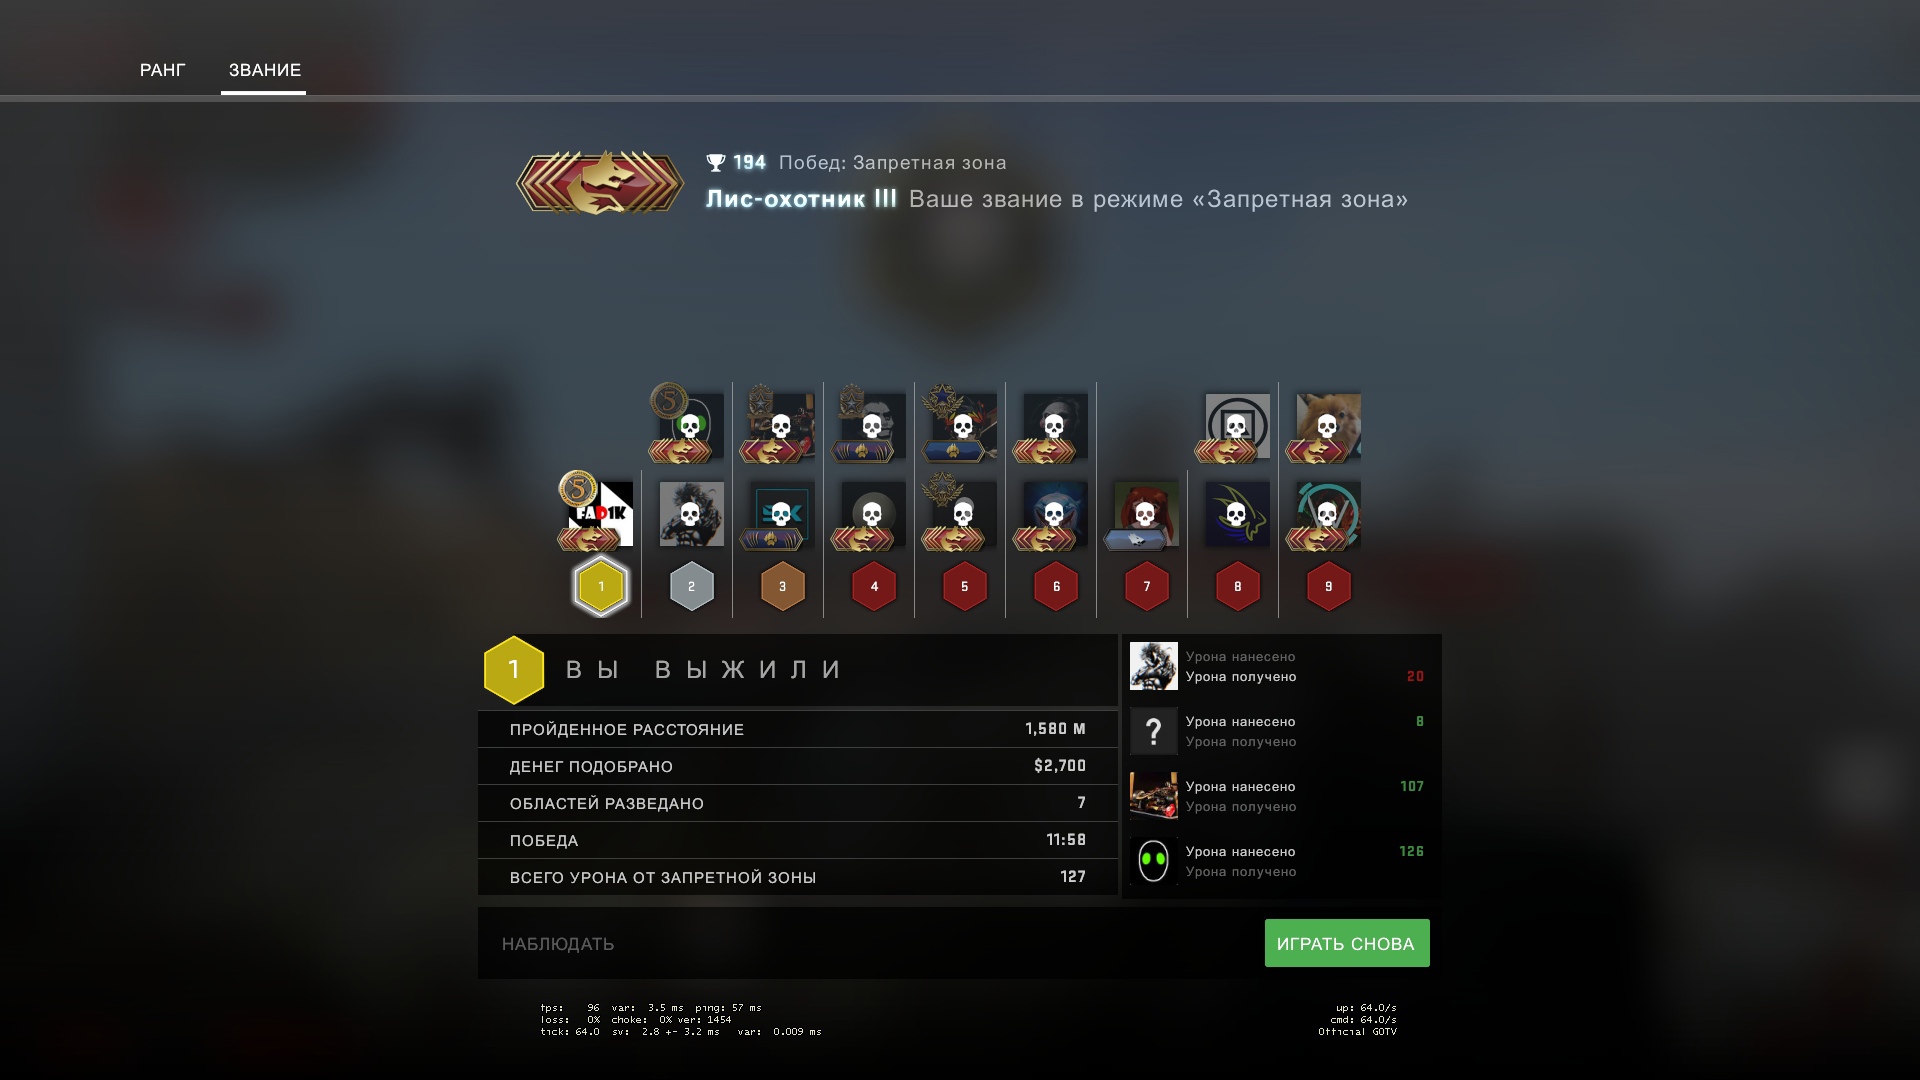 РАНГ ЗВАНИЕ
194 Побед: Запретная зона
Лис-охотник III Ваше звание в режиме «Запретная зона»
5
5
FAD1K
1 2 3 4 5 6 7 8 9
1 ВЫ ВЫЖИЛИ
ПРОЙДЕННОЕ РАССТОЯНИЕ 1,580 М
ДЕНЕГ ПОДОБРАНО $2,700
ОБЛАСТЕЙ РАЗВЕДАНО 7
ПОБЕДА 11:58
ВСЕГО УРОНА ОТ ЗАПРЕТНОЙ ЗОНЫ 127
Урона нанесено
Урона получено 20
?
Урона нанесено 8
Урона получено
Урона нанесено 107
Урона получено
Урона нанесено 126
Урона получено
НАБЛЮДАТЬ ИГРАТЬ СНОВА
fps: 96 var: 3.5 ms ping: 57 ms
loss: 0% choke: 0% ver: 1454
tick: 64.0 sv: 2.8 +- 3.2 ms var: 0.009 ms
up: 64.0/s
cmd: 64.0/s
Official GOTV